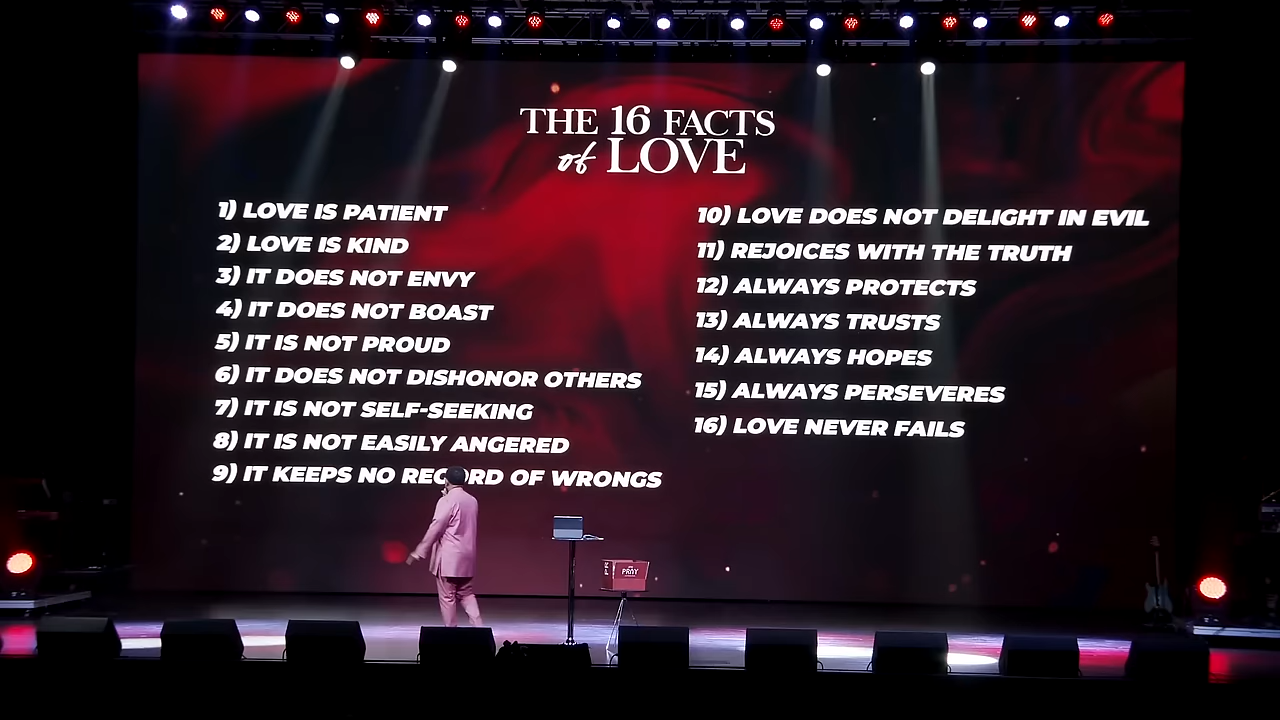 THE 16 FACTS
of LOVE
1) LOVE IS PATIENT
2) LOVE IS KIND
3) IT DOES NOT ENVY
4) IT DOES NOT BOAST
5) IT IS NOT PROUD
6) IT DOES NOT DISHONOR OTHERS
7) IT IS NOT SELF-SEEKING
8) IT IS NOT EASILY ANGERED
9) IT KEEPS NO RECORD OF WRONGS
10) LOVE DOES NOT DELIGHT IN EVIL
11) REJOICES WITH THE TRUTH
12) ALWAYS PROTECTS
13) ALWAYS TRUSTS
14) ALWAYS HOPES
15) ALWAYS PERSEVERES
16) LOVE NEVER FAILS
PRAY